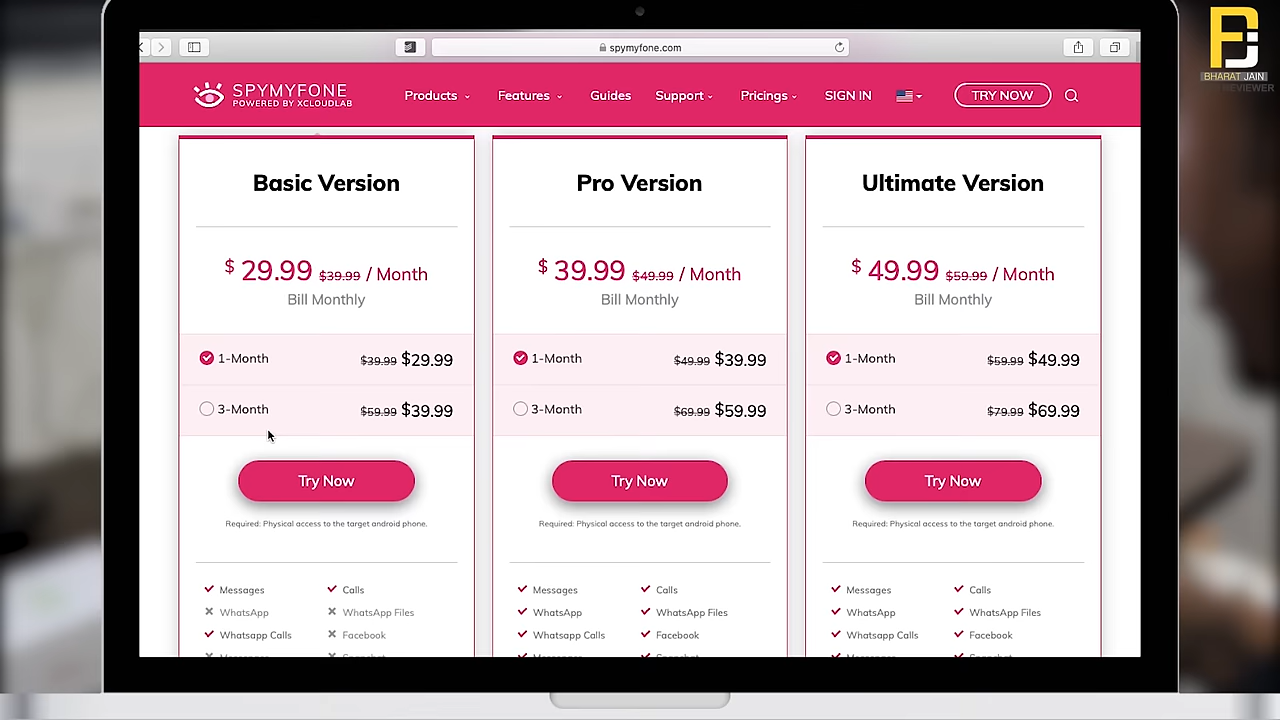 BHARAT JAIN
REVIEWER
spymyfone.com
SPYMYFONE
POWERED BY XCLOUDLAB
Products
Features
Guides
Support
Pricings
SIGN IN
TRY NOW
Basic Version
$ 29.99 $39.99 / Month
Bill Monthly
1-Month $39.99 $29.99
3-Month $59.99 $39.99
Try Now
Required: Physical access to the target android phone.
Messages Calls
WhatsApp WhatsApp Files
Whatsapp Calls Facebook
Pro Version
$ 39.99 $49.99 / Month
Bill Monthly
1-Month $49.99 $39.99
3-Month $69.99 $59.99
Try Now
Required: Physical access to the target android phone.
Messages Calls
WhatsApp WhatsApp Files
Whatsapp Calls Facebook
Ultimate Version
$ 49.99 $59.99 / Month
Bill Monthly
1-Month $59.99 $49.99
3-Month $79.99 $69.99
Try Now
Required: Physical access to the target android phone.
Messages Calls
WhatsApp WhatsApp Files
Whatsapp Calls Facebook